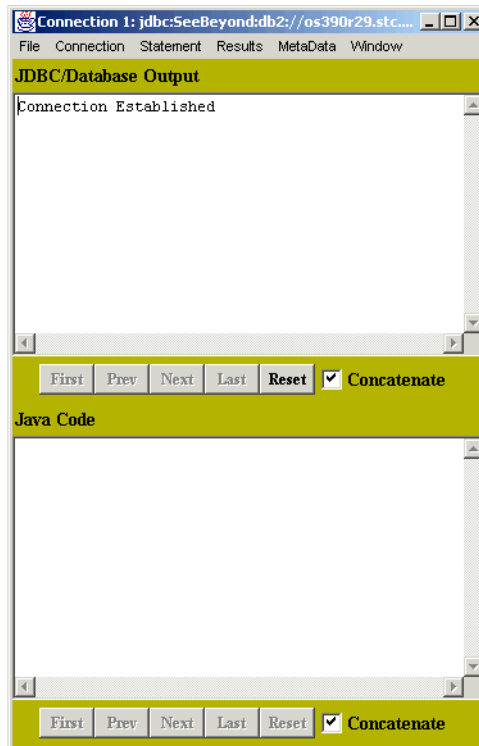 Connection 1: jdbc:SeeBeyond:db2://os390r29.stc....
File Connection Statement Results MetaData Window
JDBC/Database Output
Connection Established
First Prev Next Last Reset Concatenate
Java Code
First Prev Next Last Reset Concatenate